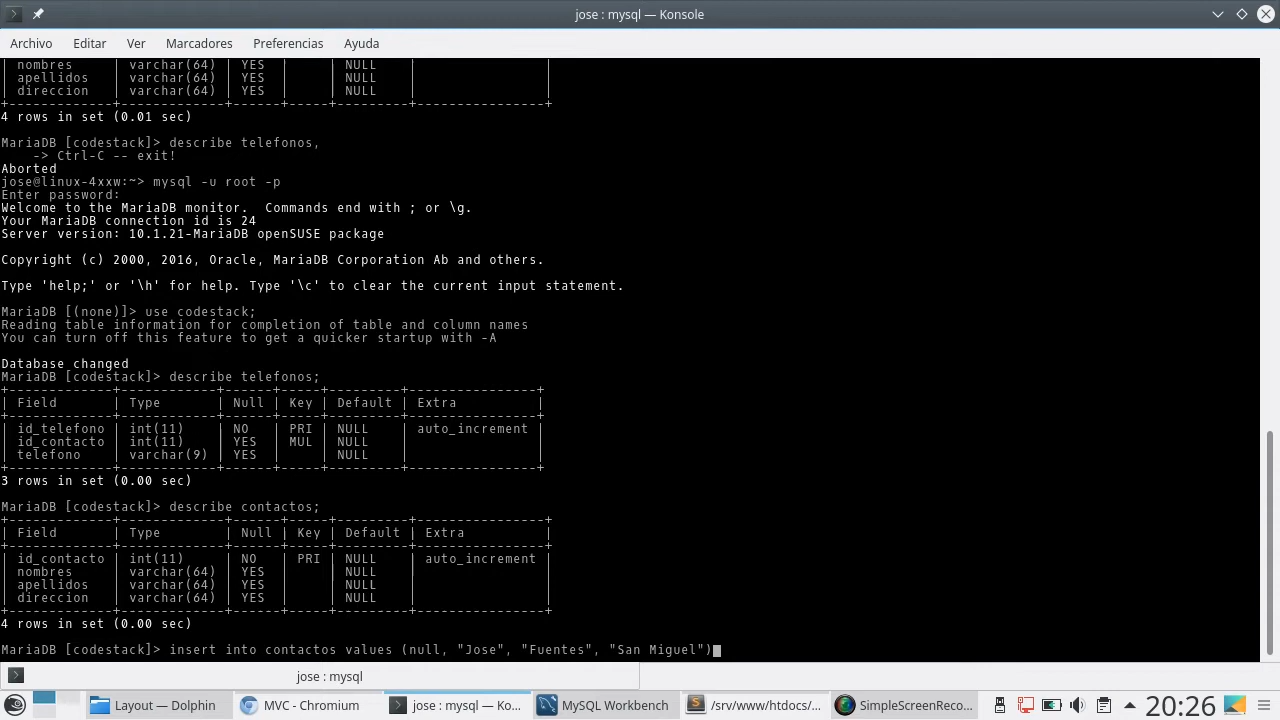 jose : mysql — Konsole
Archivo Editar Ver Marcadores Preferencias Ayuda
| nombres | varchar(64) | YES | | NULL | |
| apellidos | varchar(64) | YES | | NULL | |
| direccion | varchar(64) | YES | | NULL | |
+-------------+-------------+------+-----+---------+----------------+
4 rows in set (0.01 sec)
MariaDB [codestack]> describe telefonos,
-> Ctrl-C -- exit!
Aborted
jose@linux-4xxw:~> mysql -u root -p
Enter password:
Welcome to the MariaDB monitor.  Commands end with ; or \g.
Your MariaDB connection id is 24
Server version: 10.1.21-MariaDB openSUSE package
Copyright (c) 2000, 2016, Oracle, MariaDB Corporation Ab and others.
Type 'help;' or '\h' for help. Type '\c' to clear the current input statement.
MariaDB [(none)]> use codestack;
Reading table information for completion of table and column names
You can turn off this feature to get a quicker startup with -A
Database changed
MariaDB [codestack]> describe telefonos;
+-------------+------------+------+-----+---------+----------------+
| Field | Type | Null | Key | Default | Extra |
+-------------+------------+------+-----+---------+----------------+
| id_telefono | int(11) | NO | PRI | NULL | auto_increment |
| id_contacto | int(11) | YES | MUL | NULL | |
| telefono | varchar(9) | YES | | NULL | |
+-------------+------------+------+-----+---------+----------------+
3 rows in set (0.00 sec)
MariaDB [codestack]> describe contactos;
+-------------+-------------+------+-----+---------+----------------+
| Field | Type | Null | Key | Default | Extra |
+-------------+-------------+------+-----+---------+----------------+
| id_contacto | int(11) | NO | PRI | NULL | auto_increment |
| nombres | varchar(64) | YES | | NULL | |
| apellidos | varchar(64) | YES | | NULL | |
| direccion | varchar(64) | YES | | NULL | |
+-------------+-------------+------+-----+---------+----------------+
4 rows in set (0.00 sec)
MariaDB [codestack]> insert into contactos values (null, "Jose", "Fuentes", "San Miguel")
jose : mysql
Layout — Dolphin MVC - Chromium jose : mysql — Ko... MySQL Workbench /srv/www/htdocs/... SimpleScreenReco... 20:26